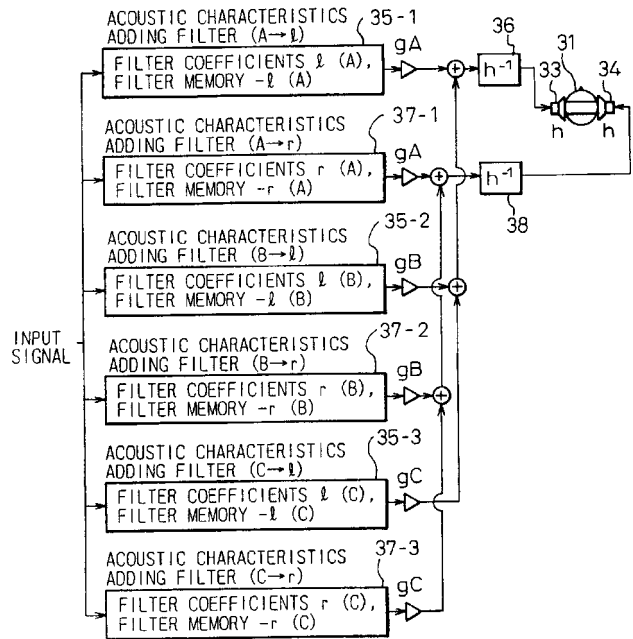 ACOUSTIC CHARACTERISTICS
ADDING FILTER (A→ℓ)
35-1
FILTER COEFFICIENTS ℓ (A),
FILTER MEMORY -ℓ (A)
gA
36
h⁻¹
33
31
34
h
h
ACOUSTIC CHARACTERISTICS
ADDING FILTER (A→r)
37-1
FILTER COEFFICIENTS r (A),
FILTER MEMORY -r (A)
gA
h⁻¹
38
ACOUSTIC CHARACTERISTICS
ADDING FILTER (B→ℓ)
35-2
FILTER COEFFICIENTS ℓ (B),
FILTER MEMORY -ℓ (B)
gB
INPUT
SIGNAL
ACOUSTIC CHARACTERISTICS
ADDING FILTER (B→r)
37-2
FILTER COEFFICIENTS r (B),
FILTER MEMORY -r (B)
gB
ACOUSTIC CHARACTERISTICS
ADDING FILTER (C→ℓ)
35-3
FILTER COEFFICIENTS ℓ (C),
FILTER MEMORY -ℓ (C)
gC
ACOUSTIC CHARACTERISTICS
ADDING FILTER (C→r)
37-3
FILTER COEFFICIENTS r (C),
FILTER MEMORY -r (C)
gC